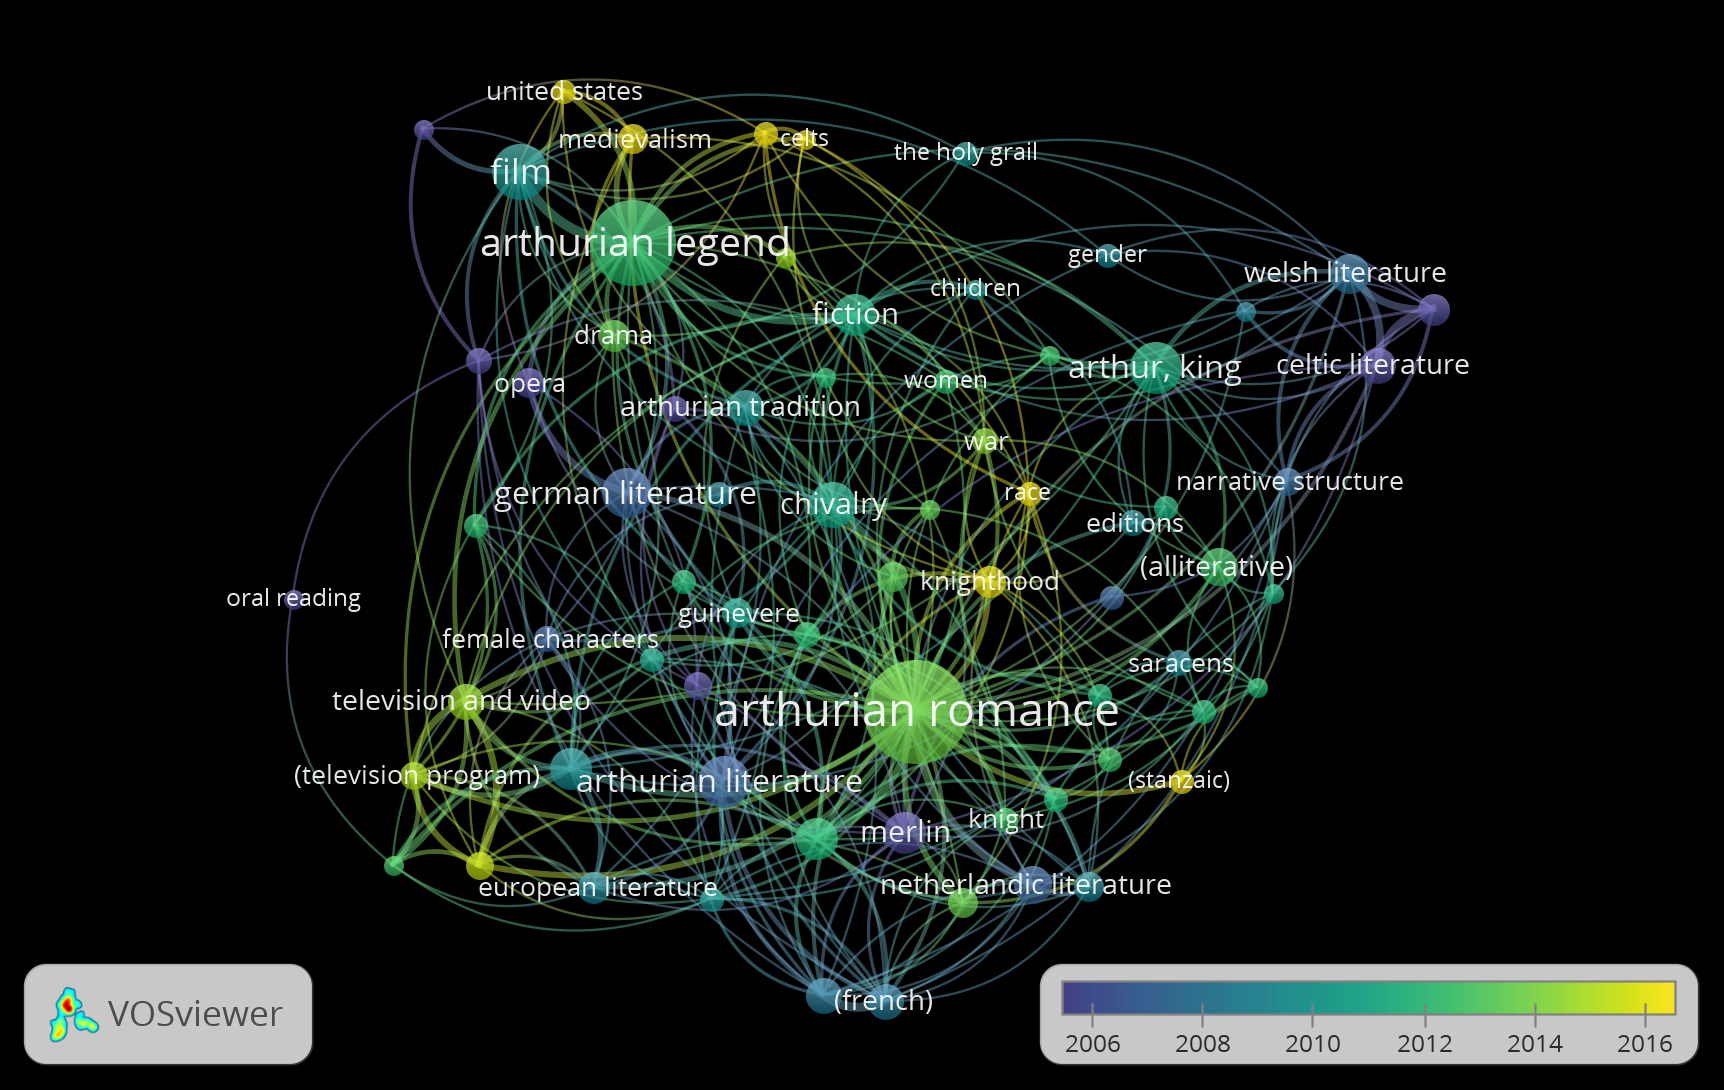 united states
medievalism
celts
the holy grail
film
arthurian legend
gender
welsh literature
children
fiction
drama
arthur, king
celtic literature
opera
women
arthurian tradition
war
narrative structure
german literature
race
chivalry
editions
(alliterative)
knighthood
oral reading
guinevere
female characters
saracens
television and video
arthurian romance
(television program)
arthurian literature
(stanzaic)
knight
merlin
european literature
netherlandic literature
(french)
VOSviewer
2006 2008 2010 2012 2014 2016